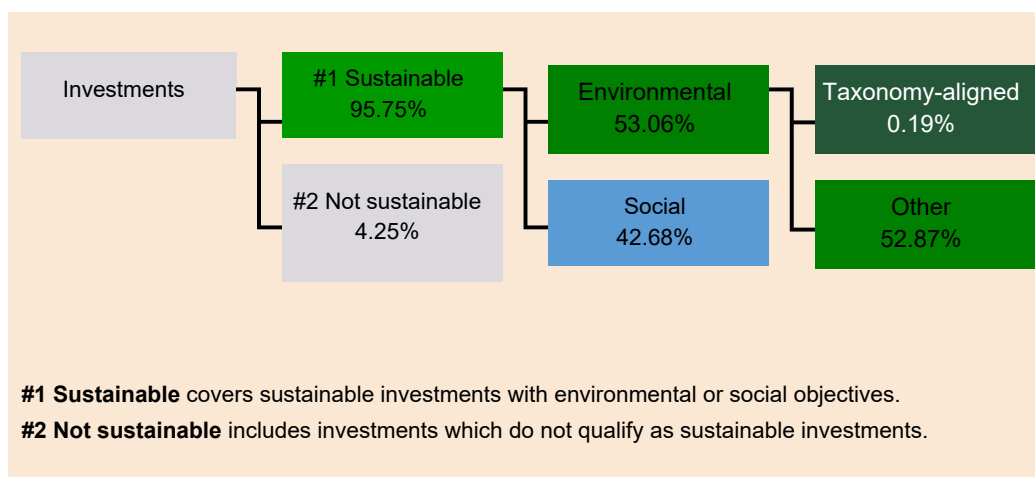 Investments
#1 Sustainable
95.75%
#2 Not sustainable
4.25%
Environmental
53.06%
Social
42.68%
Taxonomy-aligned
0.19%
Other
52.87%
#1 Sustainable covers sustainable investments with environmental or social objectives.
#2 Not sustainable includes investments which do not qualify as sustainable investments.